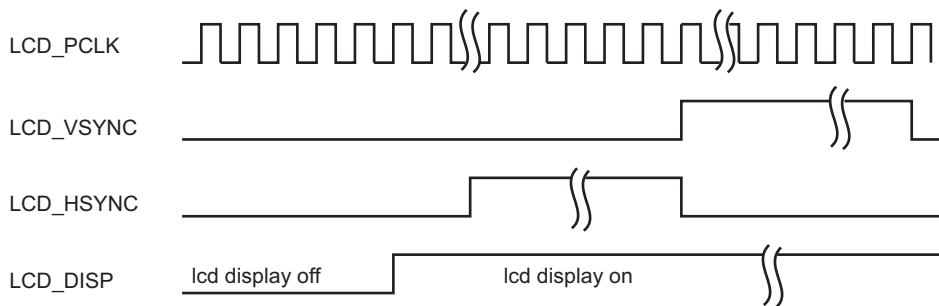 LCD_PCLK
LCD_VSYNC
LCD_HSYNC
LCD_DISP
lcd display off
lcd display on